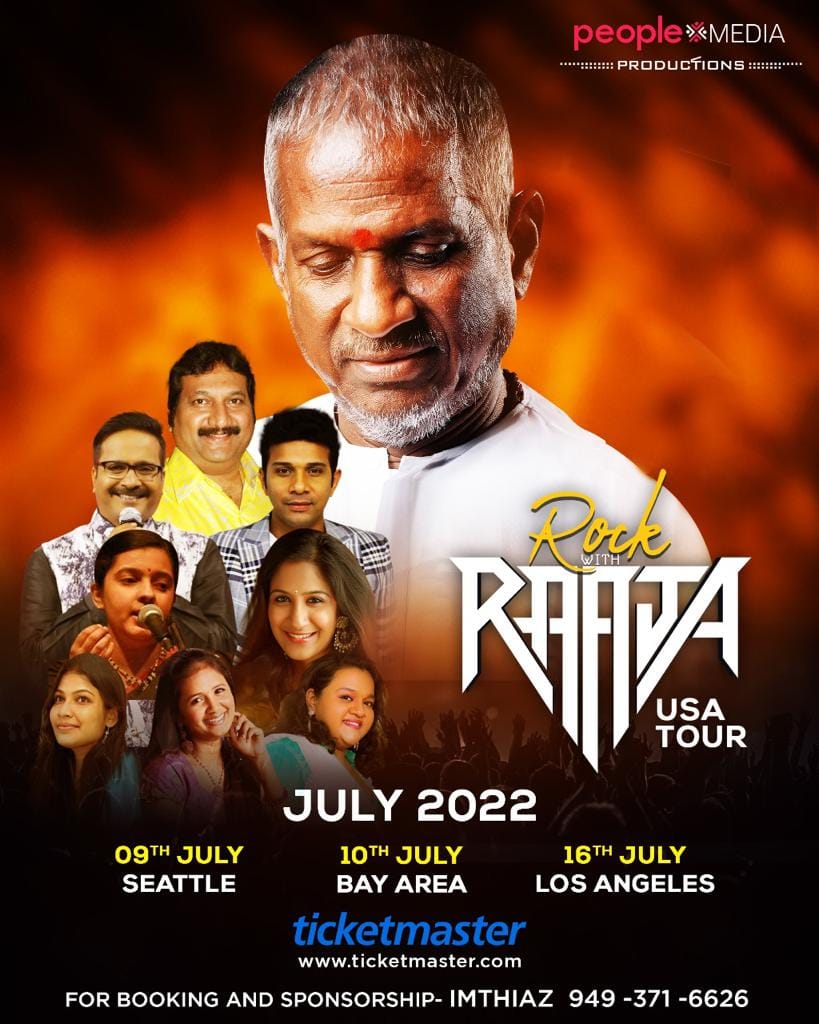 people MEDIA
PRODUCTIONS
Rock
WITH
RAAJA
USA
TOUR
JULY 2022
09TH JULY
SEATTLE
10TH JULY
BAY AREA
16TH JULY
LOS ANGELES
ticketmaster
www.ticketmaster.com
FOR BOOKING AND SPONSORSHIP- IMTHIAZ 949 -371 -6626